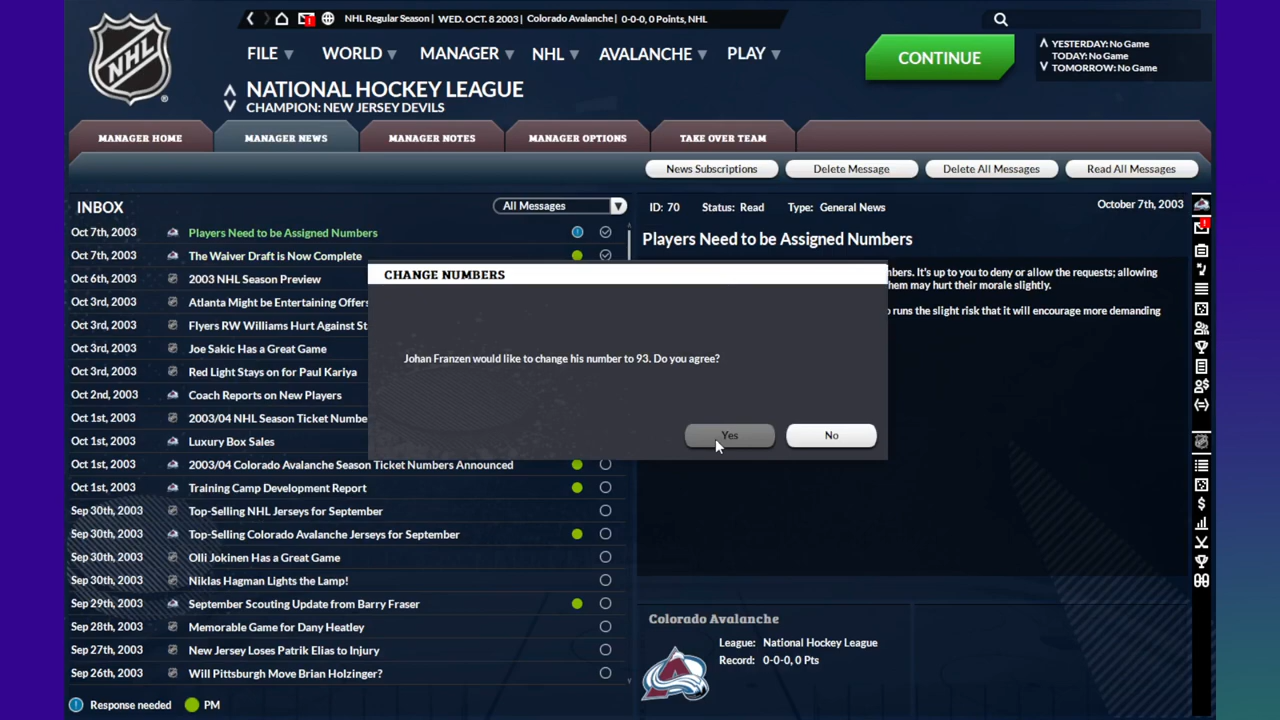 NHL Regular Season | WED. OCT. 8 2003 | Colorado Avalanche | 0-0-0, 0 Points, NHL
NHL
FILE WORLD MANAGER NHL AVALANCHE PLAY
CONTINUE
YESTERDAY: No Game
TODAY: No Game
TOMORROW: No Game
NATIONAL HOCKEY LEAGUE
CHAMPION: NEW JERSEY DEVILS
MANAGER HOME MANAGER NEWS MANAGER NOTES MANAGER OPTIONS TAKE OVER TEAM
News Subscriptions Delete Message Delete All Messages Read All Messages
INBOX All Messages
Oct 7th, 2003 Players Need to be Assigned Numbers
Oct 7th, 2003 The Waiver Draft is Now Complete
Oct 6th, 2003 2003 NHL Season Preview
Oct 3rd, 2003 Atlanta Might be Entertaining Offers
Oct 3rd, 2003 Flyers RW Williams Hurt Against St
Oct 3rd, 2003 Joe Sakic Has a Great Game
Oct 3rd, 2003 Red Light Stays on for Paul Kariya
Oct 2nd, 2003 Coach Reports on New Players
Oct 1st, 2003 2003/04 NHL Season Ticket Numbe
Oct 1st, 2003 Luxury Box Sales
Oct 1st, 2003 2003/04 Colorado Avalanche Season Ticket Numbers Announced
Oct 1st, 2003 Training Camp Development Report
Sep 30th, 2003 Top-Selling NHL Jerseys for September
Sep 30th, 2003 Top-Selling Colorado Avalanche Jerseys for September
Sep 30th, 2003 Olli Jokinen Has a Great Game
Sep 30th, 2003 Niklas Hagman Lights the Lamp!
Sep 29th, 2003 September Scouting Update from Barry Fraser
Sep 28th, 2003 Memorable Game for Dany Heatley
Sep 27th, 2003 New Jersey Loses Patrik Elias to Injury
Sep 26th, 2003 Will Pittsburgh Move Brian Holzinger?
Response needed PM
ID: 70 Status: Read Type: General News October 7th, 2003
Players Need to be Assigned Numbers
bers. It's up to you to deny or allow the requests; allowing
hem may hurt their morale slightly.
o runs the slight risk that it will encourage more demanding
CHANGE NUMBERS
Johan Franzen would like to change his number to 93. Do you agree?
Yes No
Colorado Avalanche
League: National Hockey League
Record: 0-0-0, 0 Pts